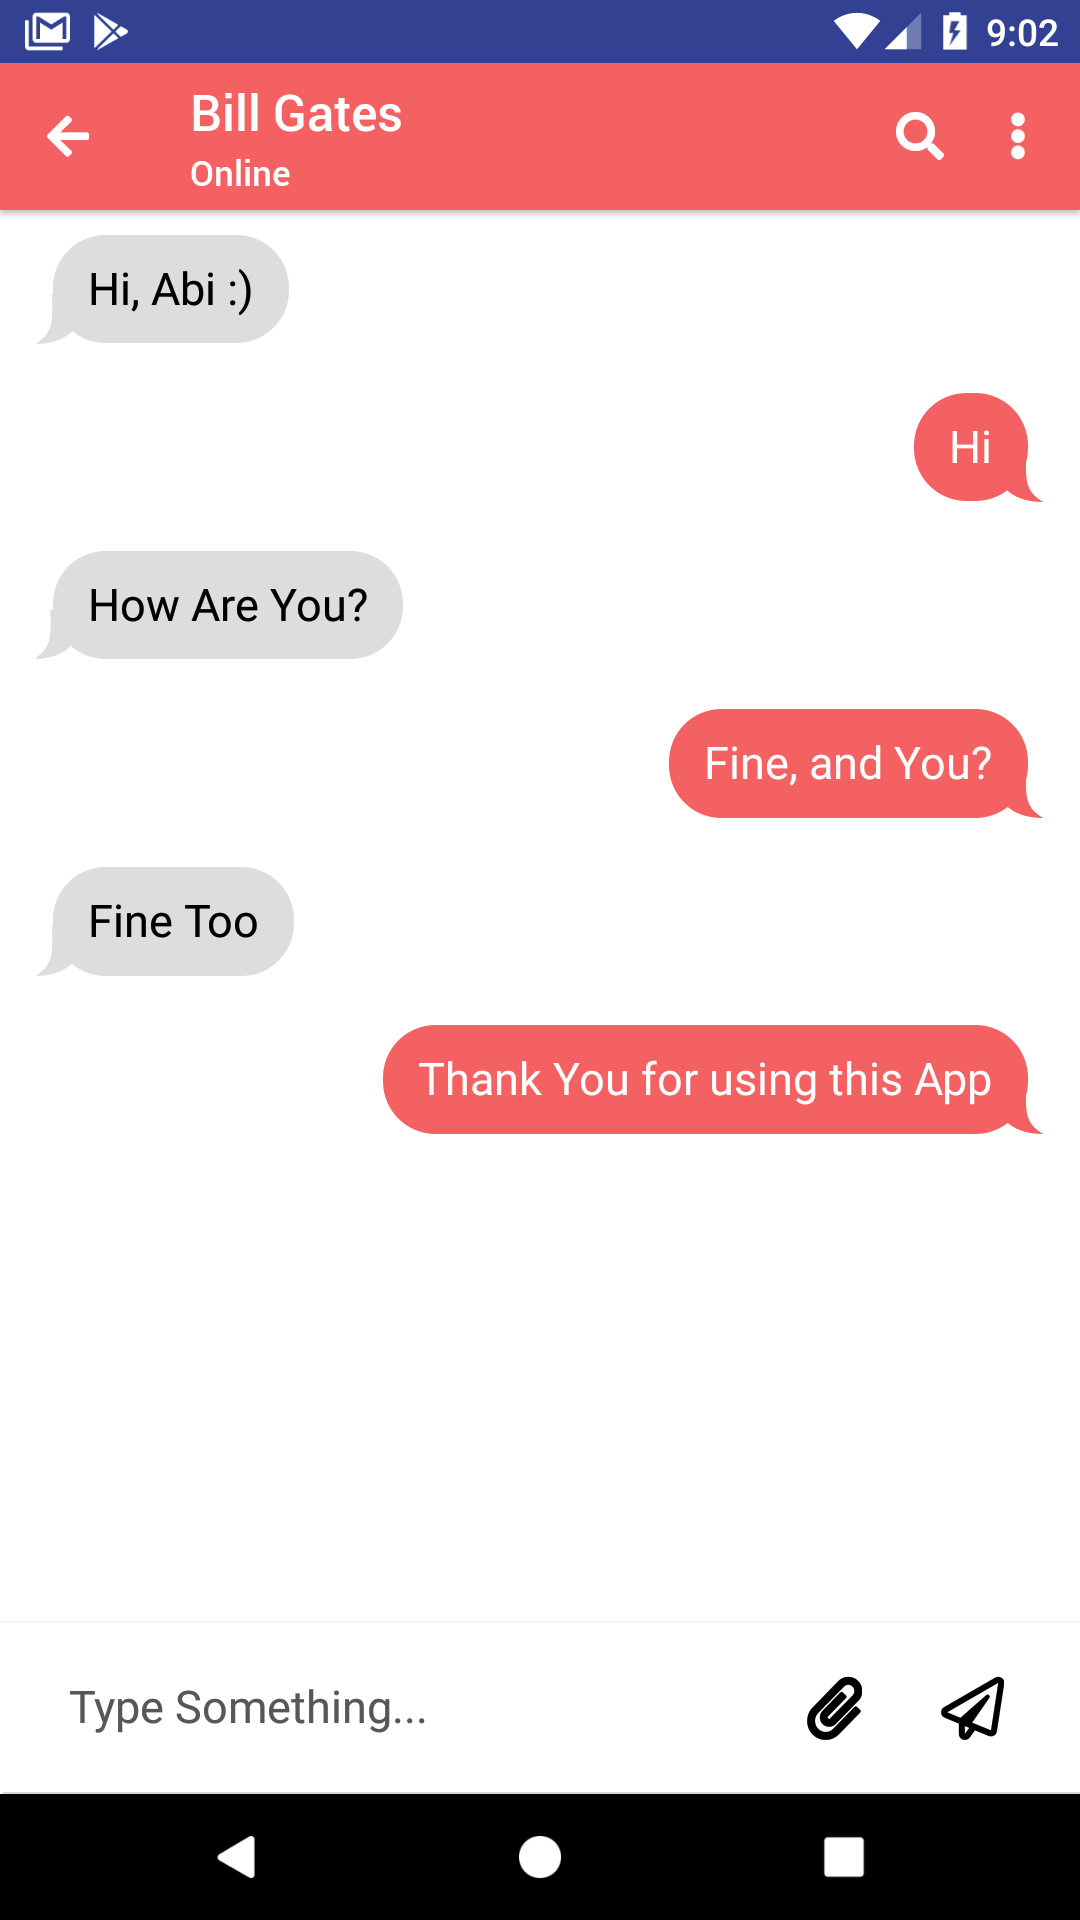 9:02
Bill Gates
Online
Hi, Abi :)
Hi
How Are You?
Fine, and You?
Fine Too
Thank You for using this App
Type Something...